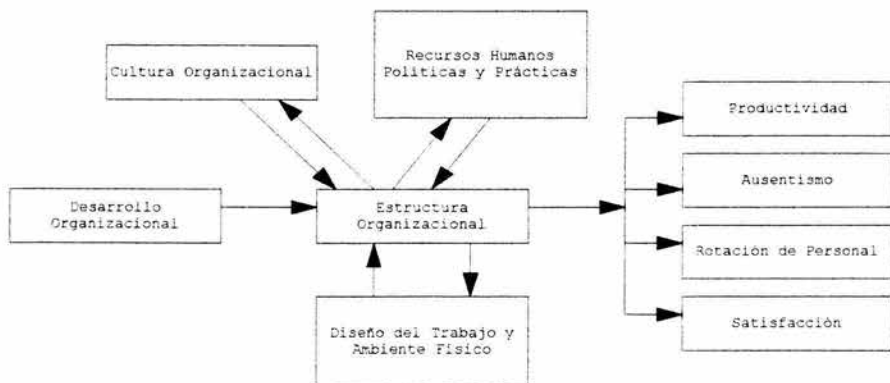 Cultura Organizacional
Recursos Humanos
Políticas y Prácticas
Productividad
Ausentismo
Desarrollo
Organizacional
Estructura
Organizacional
Rotación de Personal
Satisfacción
Diseño del Trabajo y
Ambiente Físico